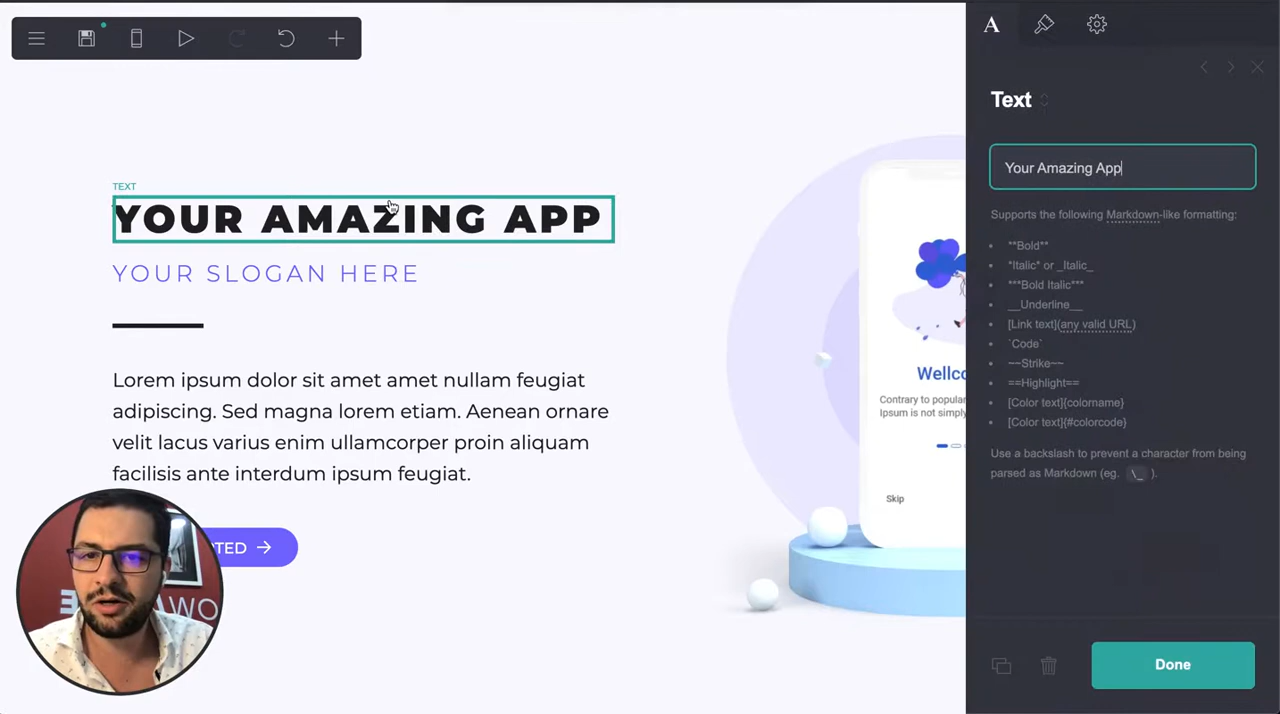 A
Text
Your Amazing App
Supports the following Markdown-like formatting:
**Bold**
*Italic* or _Italic_
***Bold Italic***
__Underline__
[Link text](any valid URL)
`Code`
~~Strike~~
==Highlight==
[Color text]{colorname}
[Color text]{#colorcode}
Use a backslash to prevent a character from being
parsed as Markdown (eg. \_ ).
Done
TEXT
YOUR AMAZING APP
YOUR SLOGAN HERE
Lorem ipsum dolor sit amet amet nullam feugiat
adipiscing. Sed magna lorem etiam. Aenean ornare
velit lacus varius enim ullamcorper proin aliquam
facilisis ante interdum ipsum feugiat.
TED →
Wellco
Contrary to popular
Ipsum is not simply
Skip